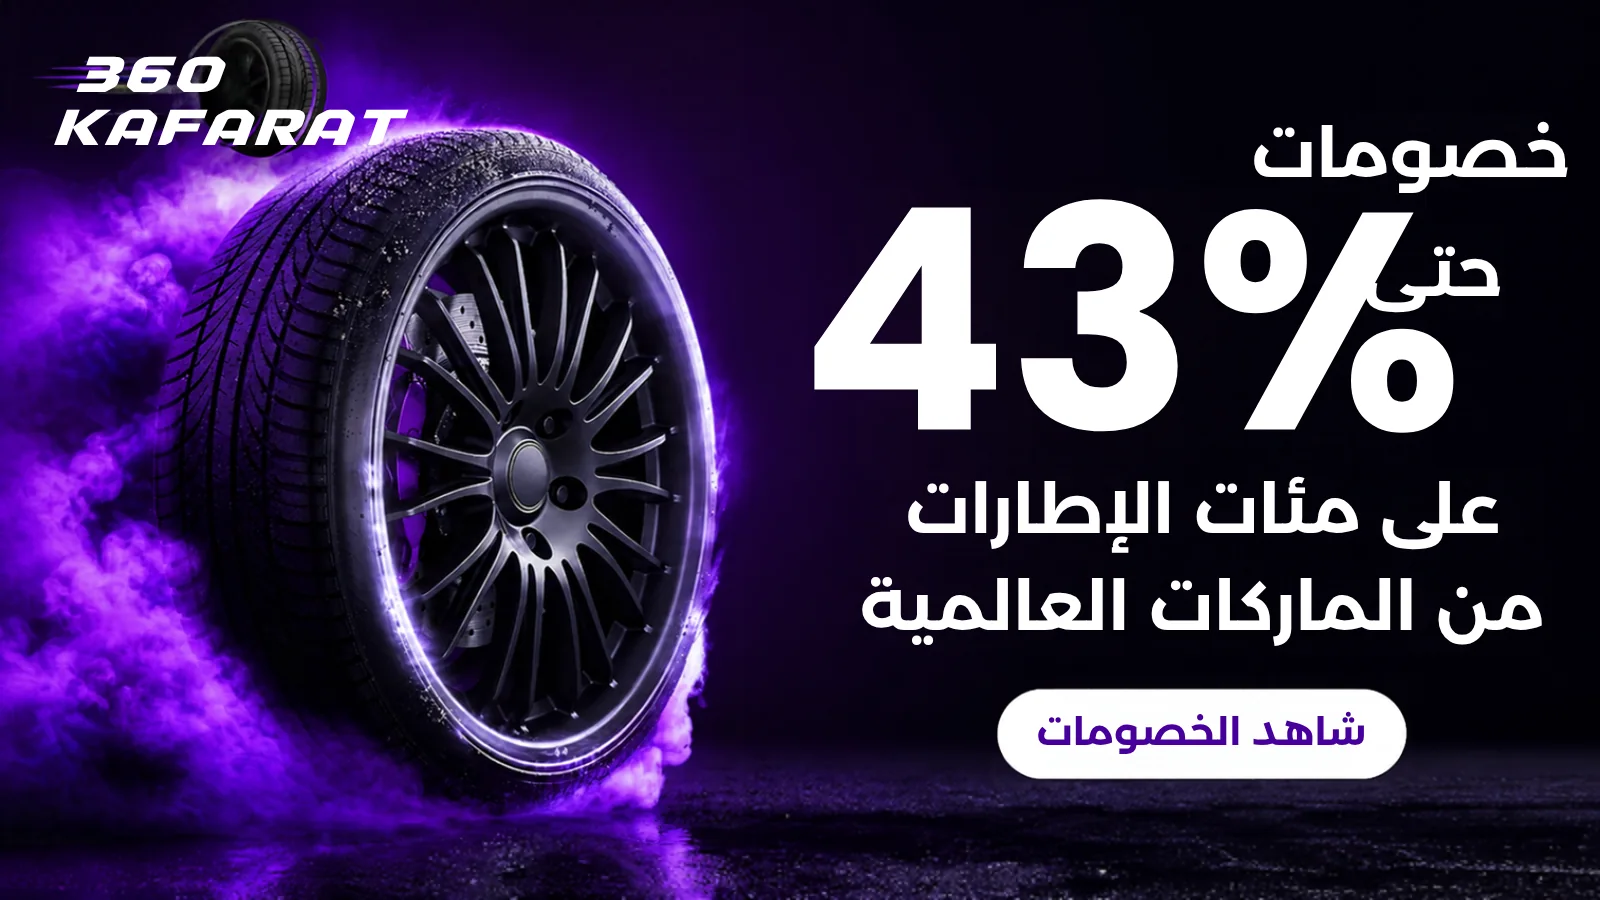 360
KAFARAT
خصومات
حتى
43%
على مئات الإطارات
من الماركات العالمية
شاهد الخصومات